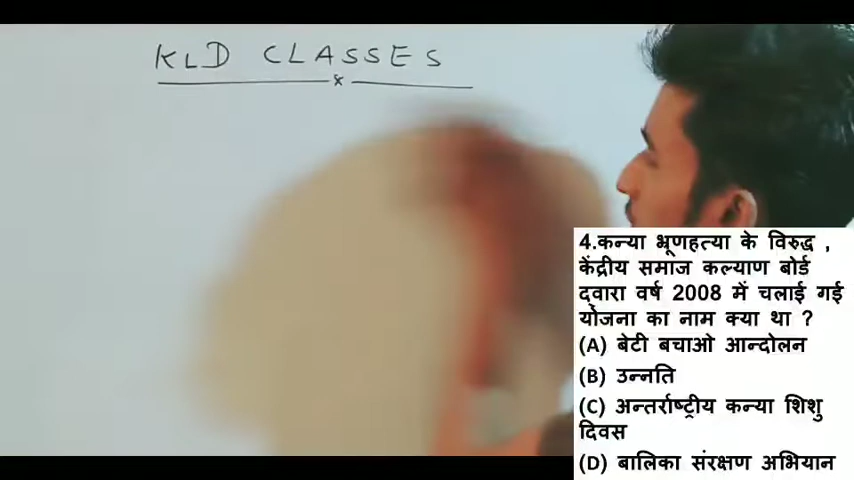 KLD CLASSES
4.कन्या भ्रूणहत्या के विरुद्ध ,
केंद्रीय समाज कल्याण बोर्ड
द्वारा वर्ष 2008 में चलाई गई
योजना का नाम क्या था ?
(A) बेटी बचाओ आन्दोलन
(B) उन्नति
(C) अन्तर्राष्ट्रीय कन्या शिशु
दिवस
(D) बालिका संरक्षण अभियान